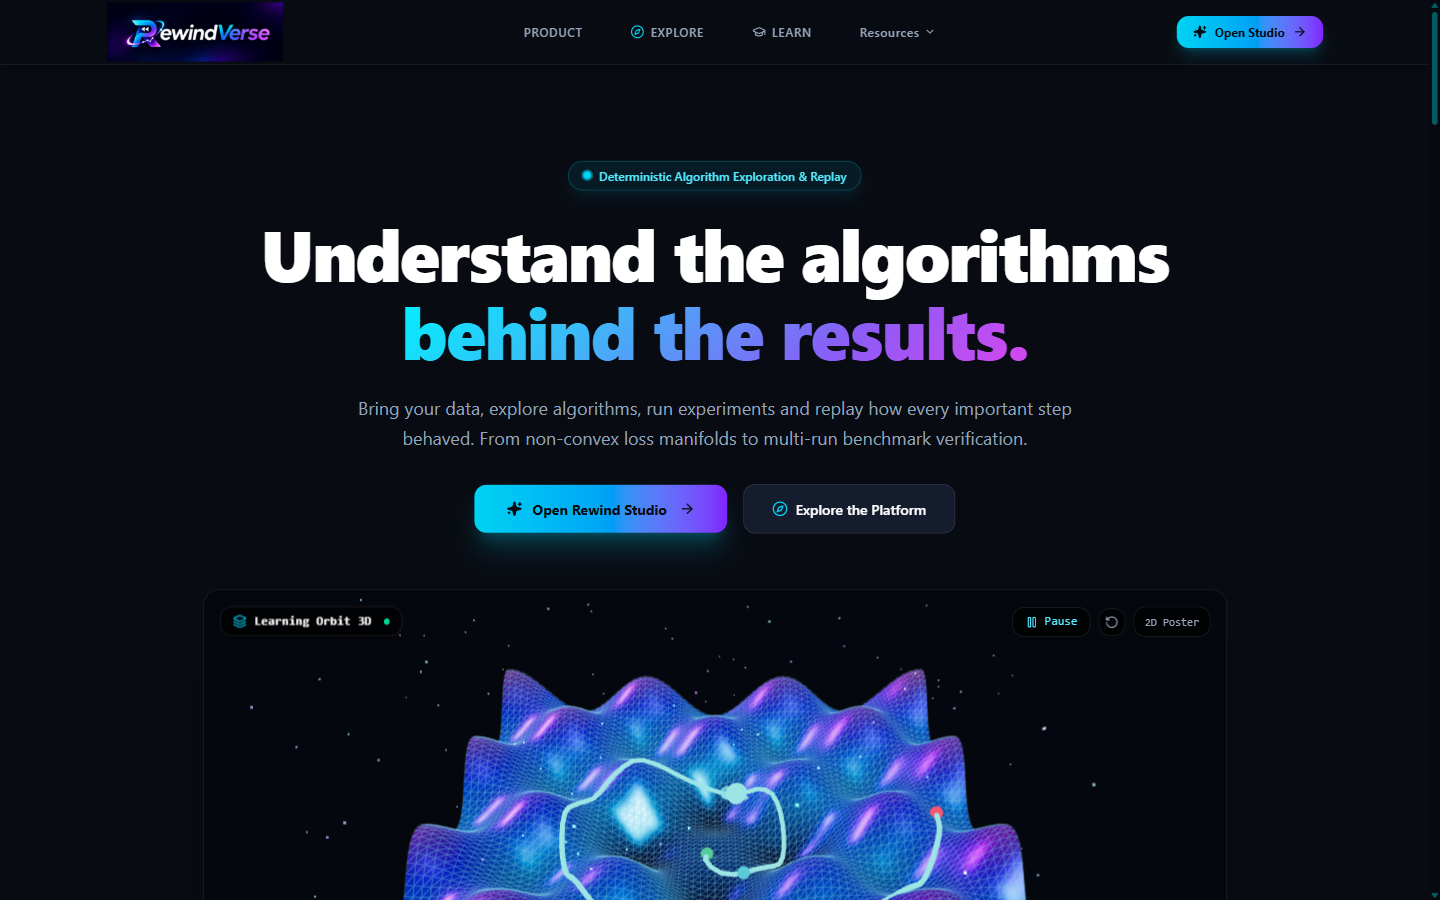 RewindVerse
PRODUCT
EXPLORE
LEARN
Resources
Open Studio
Deterministic Algorithm Exploration & Replay
Understand the algorithms
behind the results.
Bring your data, explore algorithms, run experiments and replay how every important step
behaved. From non-convex loss manifolds to multi-run benchmark verification.
Open Rewind Studio
Explore the Platform
Learning Orbit 3D
Pause
2D Poster